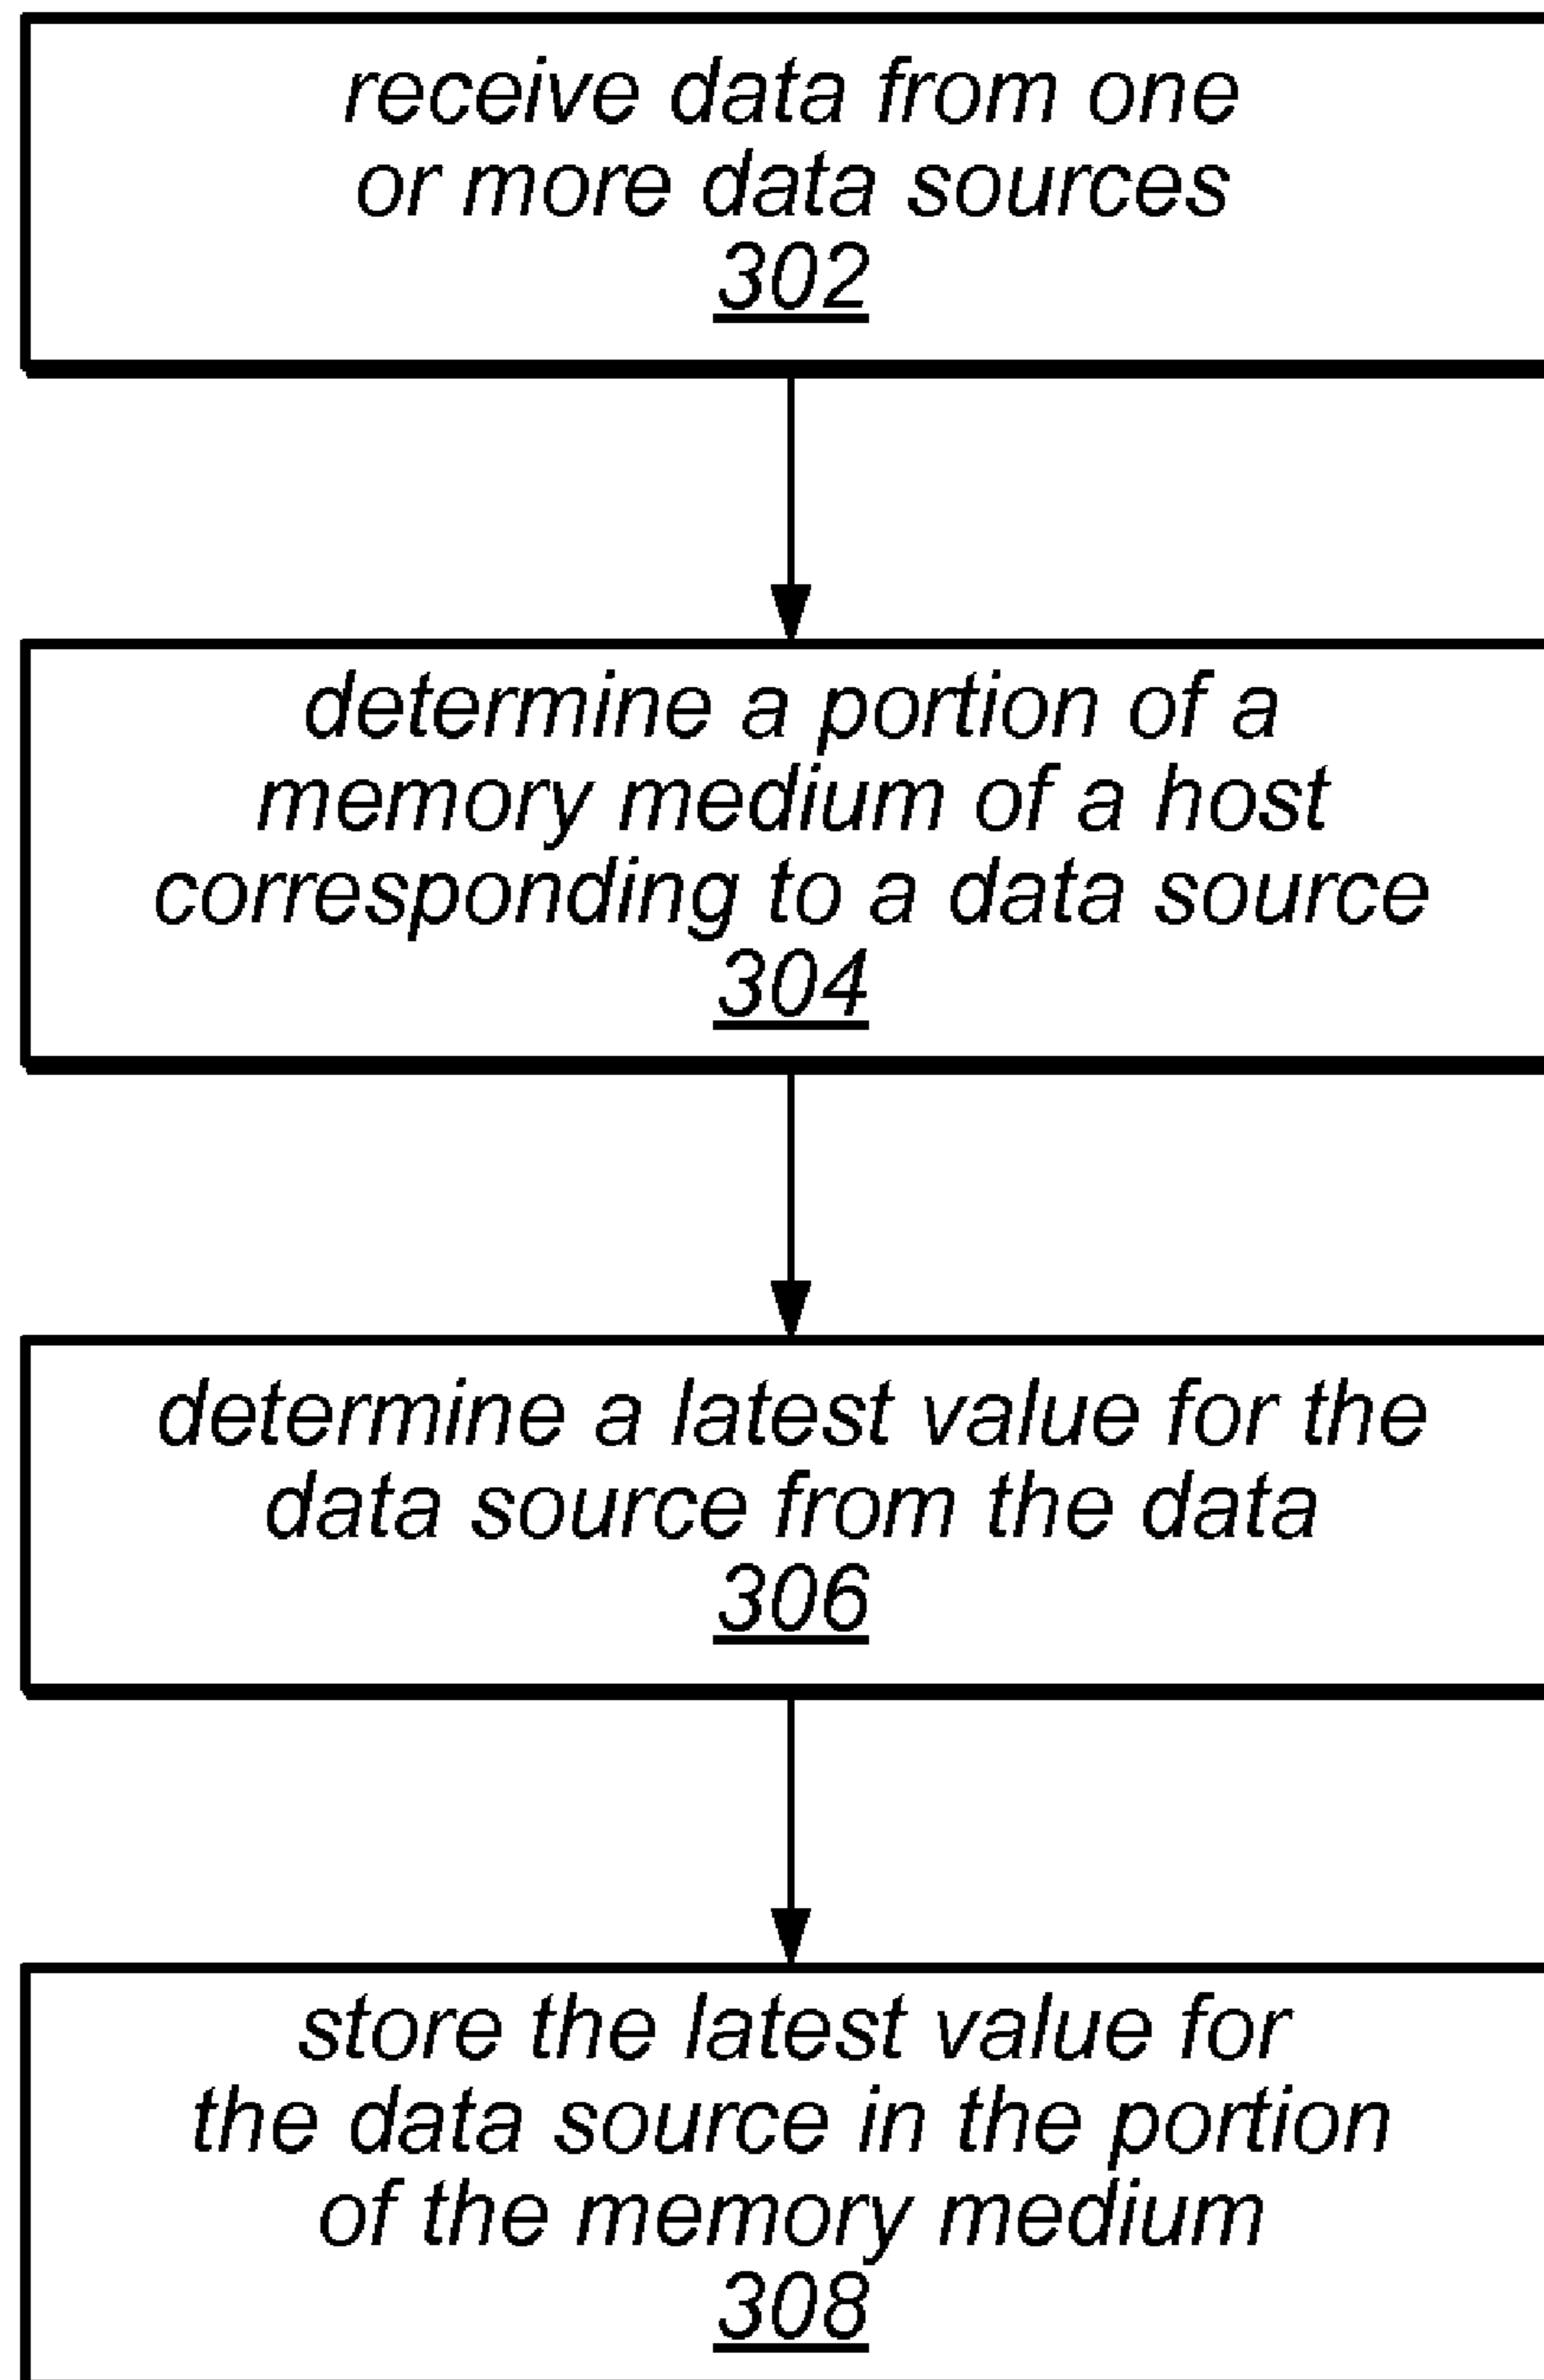 receive data from one
or more data sources
302
determine a portion of a
memory medium of a host
corresponding to a data source
304
determine a latest value for the
data source from the data
306
store the latest value for
the data source in the portion
of the memory medium
308